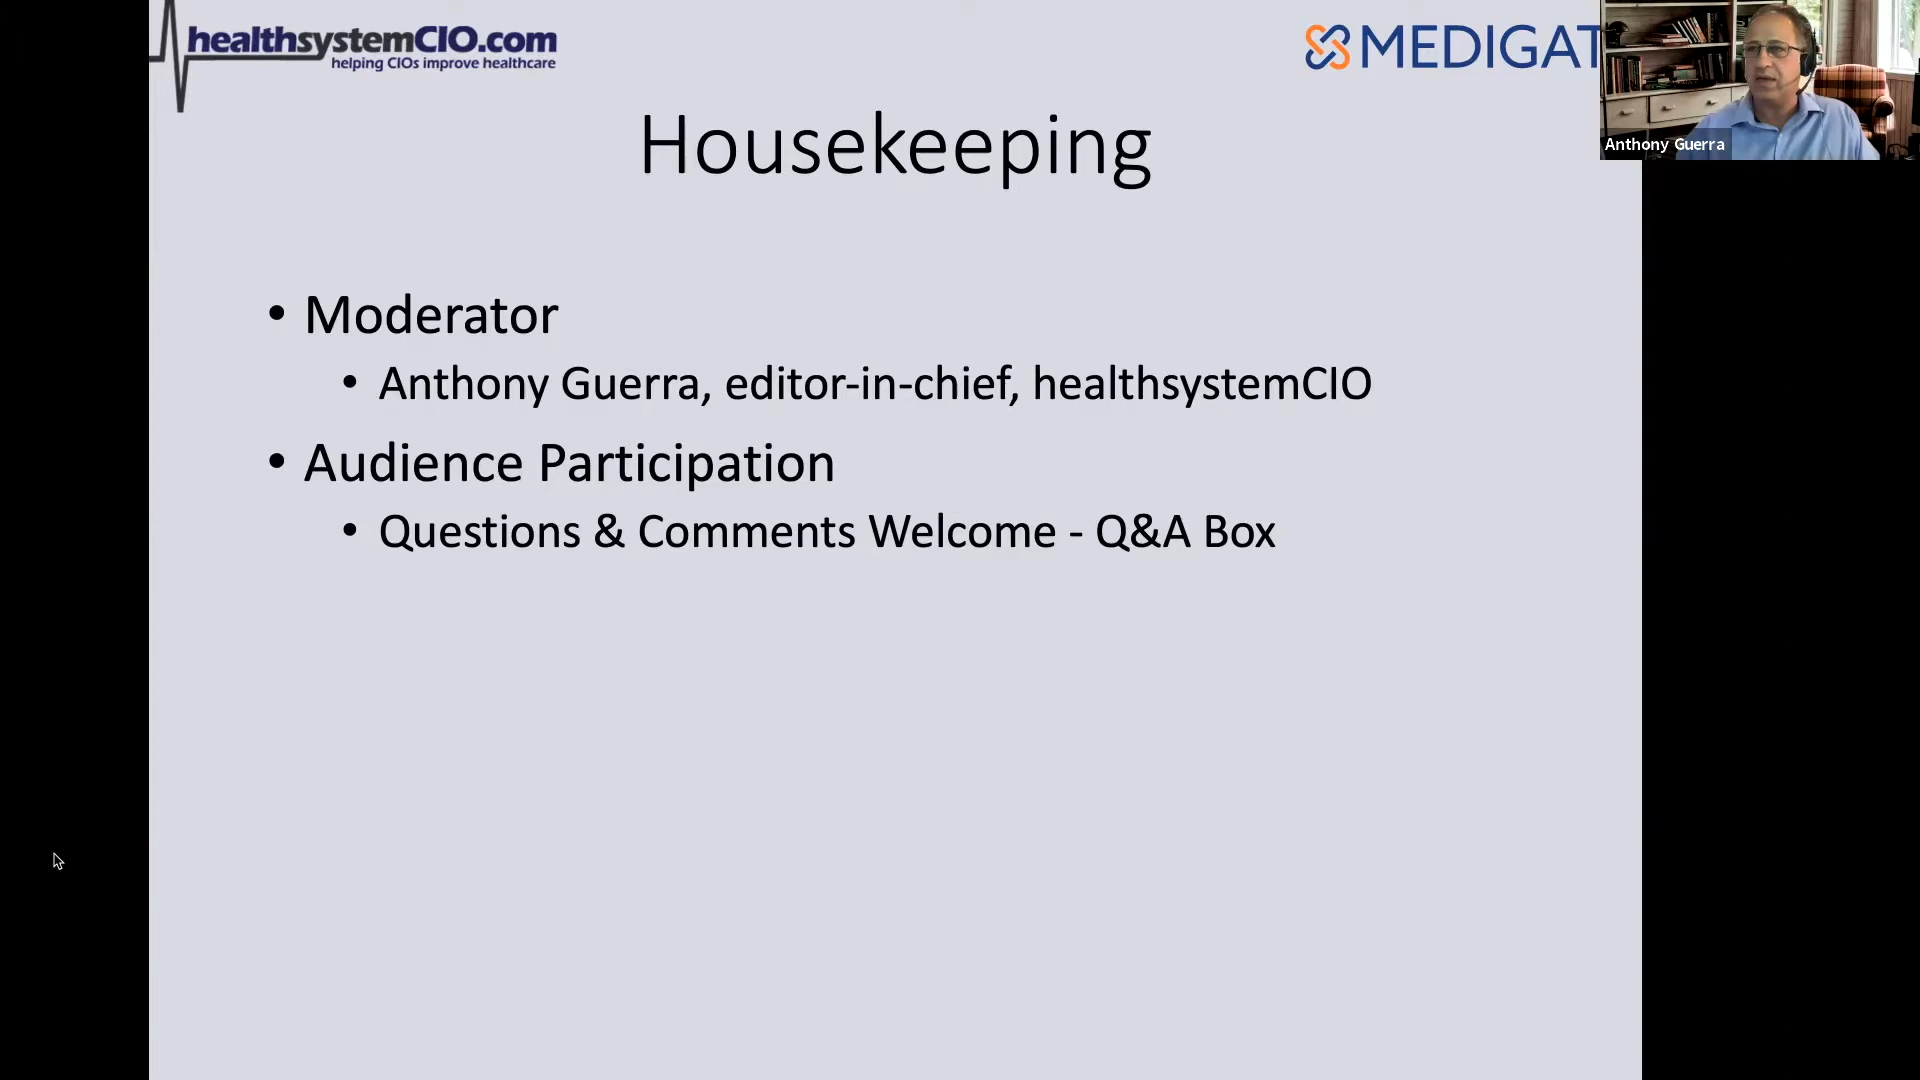 healthsystemCIO.com
helping CIOs improve healthcare
MEDIGAT
Anthony Guerra
Housekeeping
• Moderator
• Anthony Guerra, editor-in-chief, healthsystemCIO
• Audience Participation
• Questions & Comments Welcome - Q&A Box